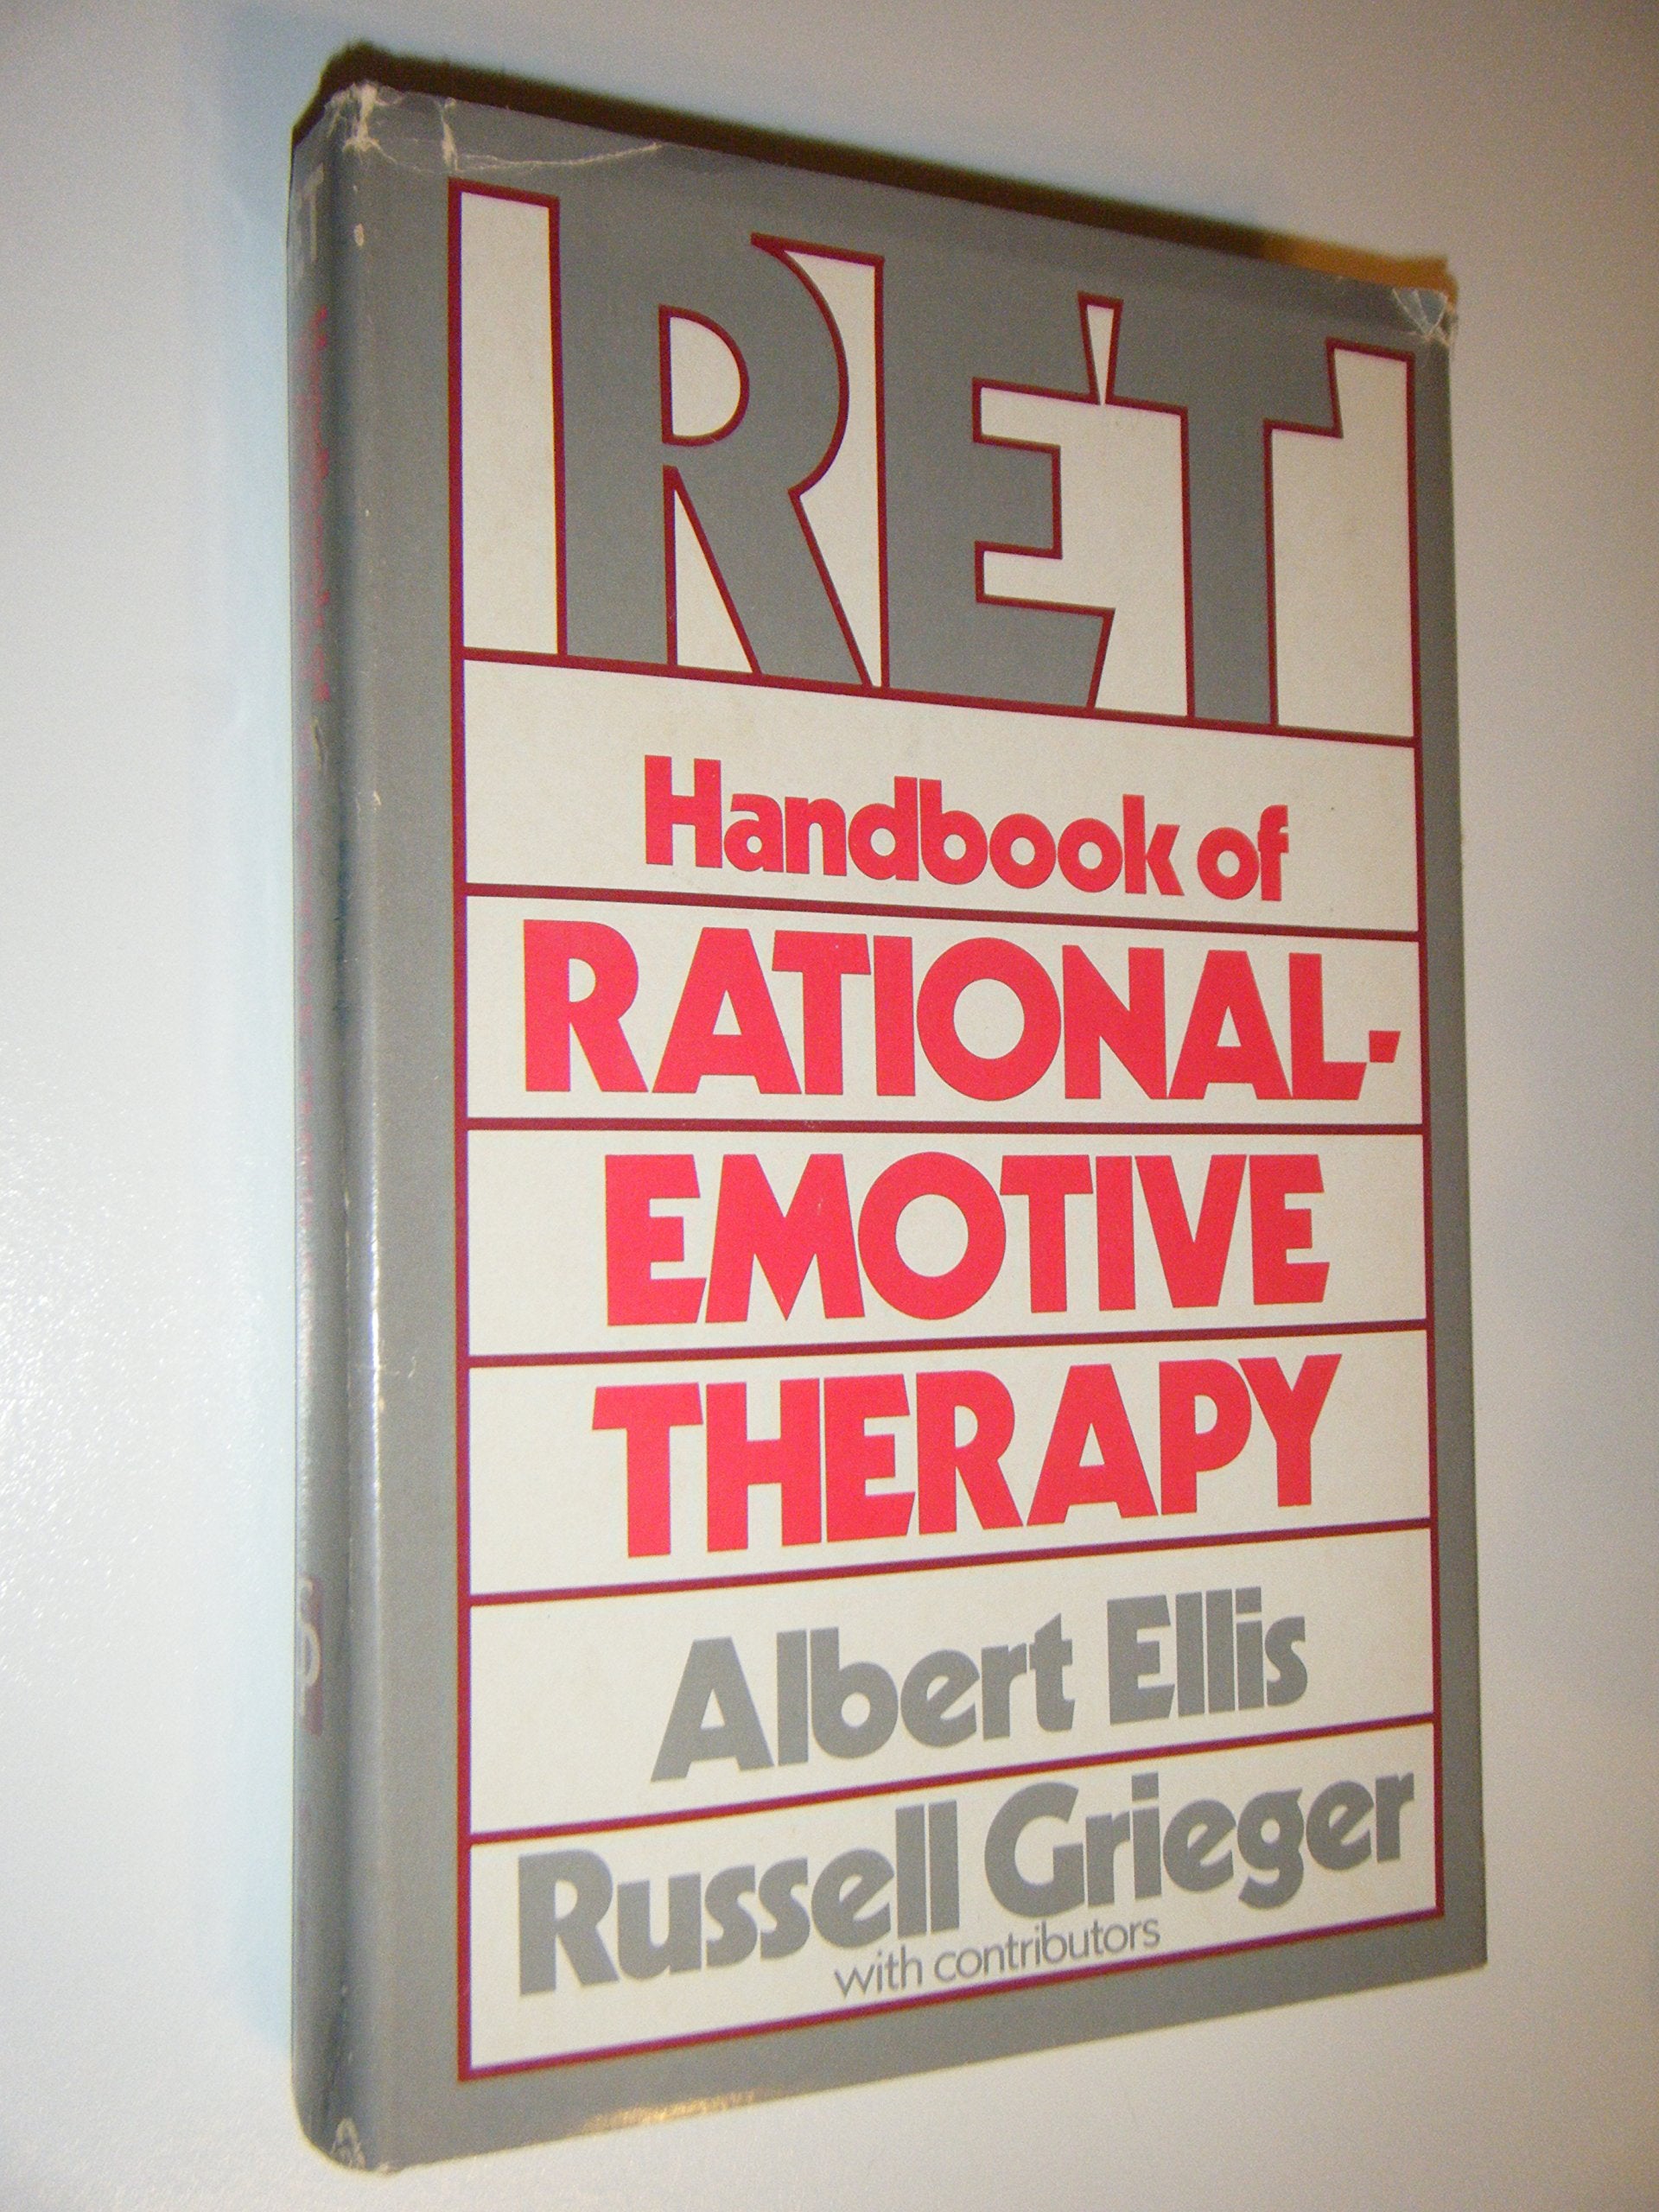 RET
Handbook of
RATIONAL-
EMOTIVE
THERAPY
Albert Ellis
Russell Grieger
with contributors